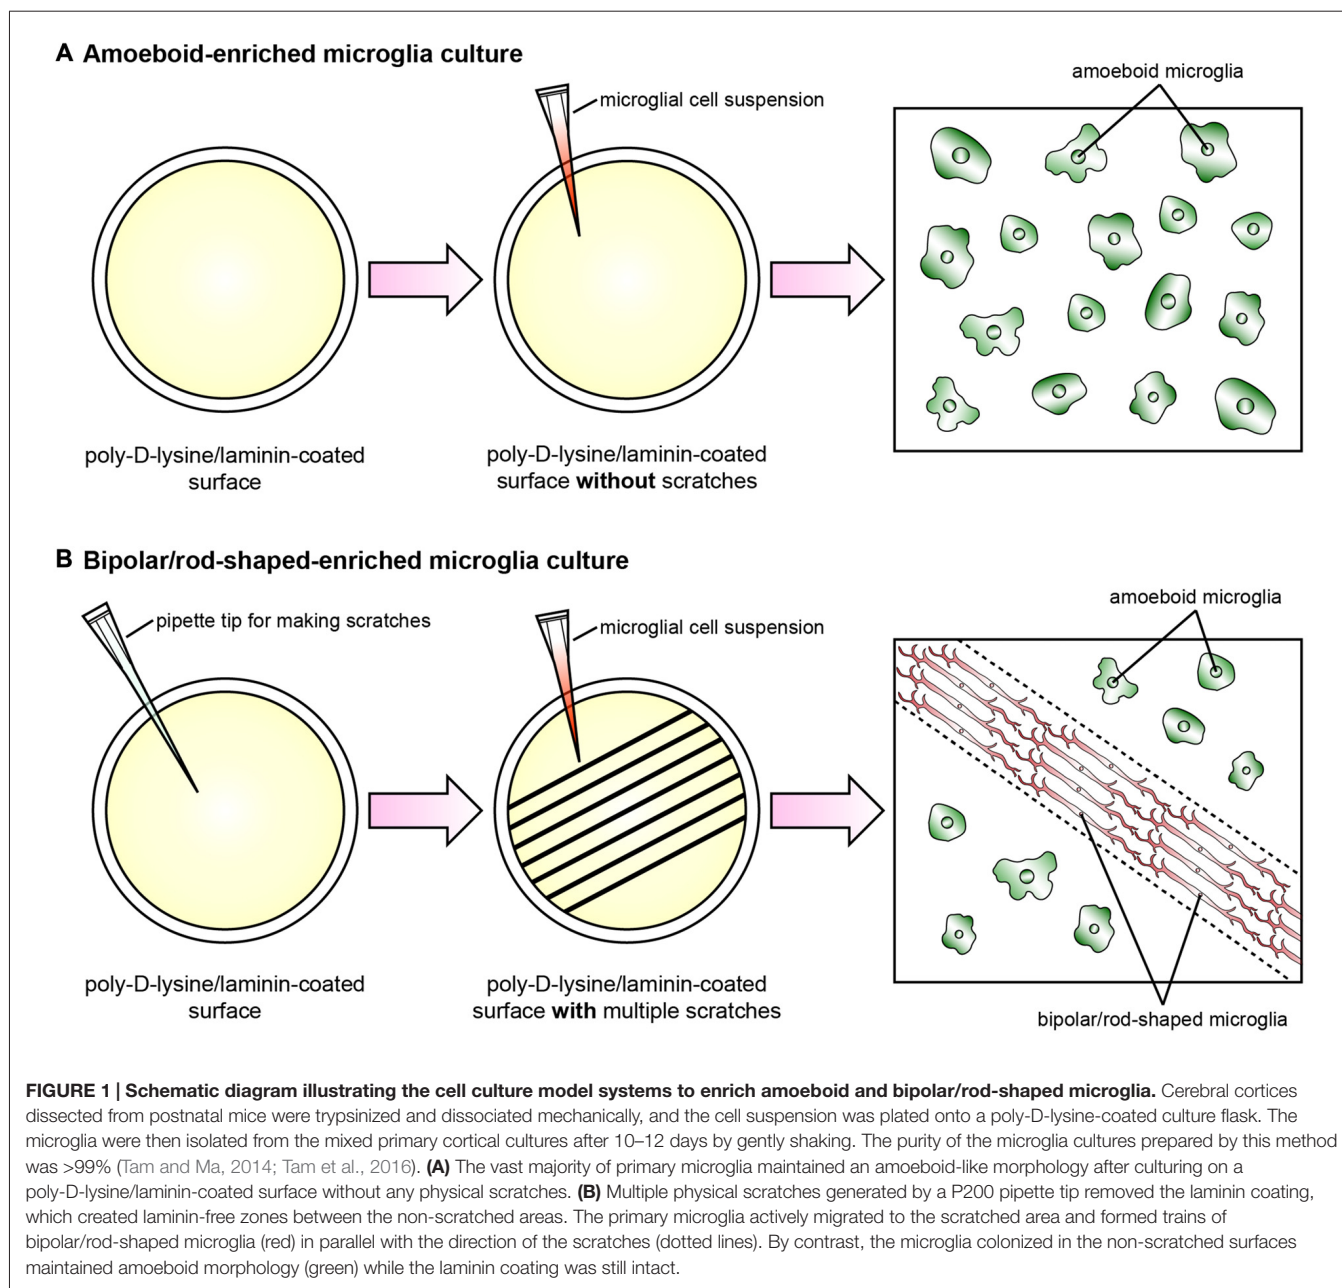 A Amoeboid-enriched microglia culture
amoeboid microglia
microglial cell suspension
poly-D-lysine/laminin-coated
surface
poly-D-lysine/laminin-coated
surface without scratches
B Bipolar/rod-shaped-enriched microglia culture
pipette tip for making scratches
microglial cell suspension
amoeboid microglia
poly-D-lysine/laminin-coated
surface
poly-D-lysine/laminin-coated
surface with multiple scratches
bipolar/rod-shaped microglia
FIGURE 1 | Schematic diagram illustrating the cell culture model systems to enrich amoeboid and bipolar/rod-shaped microglia. Cerebral cortices
dissected from postnatal mice were trypsinized and dissociated mechanically, and the cell suspension was plated onto a poly-D-lysine-coated culture flask. The
microglia were then isolated from the mixed primary cortical cultures after 10–12 days by gently shaking. The purity of the microglia cultures prepared by this method
was >99% (Tam and Ma, 2014; Tam et al., 2016). (A) The vast majority of primary microglia maintained an amoeboid-like morphology after culturing on a
poly-D-lysine/laminin-coated surface without any physical scratches. (B) Multiple physical scratches generated by a P200 pipette tip removed the laminin coating,
which created laminin-free zones between the non-scratched areas. The primary microglia actively migrated to the scratched area and formed trains of
bipolar/rod-shaped microglia (red) in parallel with the direction of the scratches (dotted lines). By contrast, the microglia colonized in the non-scratched surfaces
maintained amoeboid morphology (green) while the laminin coating was still intact.